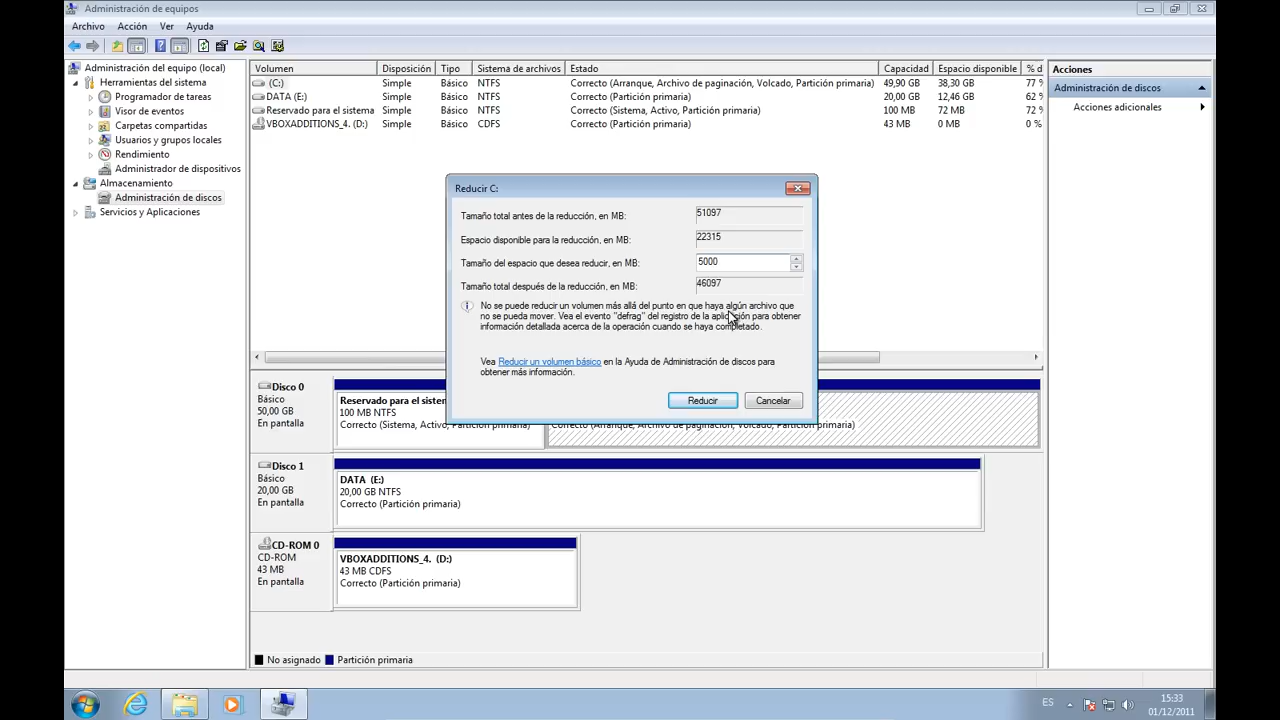 Administración de equipos
Archivo Acción Ver Ayuda
Administración del equipo (local)
Herramientas del sistema
Programador de tareas
Visor de eventos
Carpetas compartidas
Usuarios y grupos locales
Rendimiento
Administrador de dispositivos
Almacenamiento
Administración de discos
Servicios y Aplicaciones
Volumen Disposición Tipo Sistema de archivos Estado Capacidad Espacio disponible % d
(C:) Simple Básico NTFS Correcto (Arranque, Archivo de paginación, Volcado, Partición primaria) 49,90 GB 38,30 GB 77 %
DATA (E:) Simple Básico NTFS Correcto (Partición primaria) 20,00 GB 12,46 GB 62 %
Reservado para el sistema Simple Básico NTFS Correcto (Sistema, Activo, Partición primaria) 100 MB 72 MB 72 %
VBOXADDITIONS_4. (D:) Simple Básico CDFS Correcto (Partición primaria) 43 MB 0 MB 0 %
Acciones
Administración de discos
Acciones adicionales
Reducir C:
Tamaño total antes de la reducción, en MB: 51097
Espacio disponible para la reducción, en MB: 22315
Tamaño del espacio que desea reducir, en MB: 5000
Tamaño total después de la reducción, en MB: 46097
No se puede reducir un volumen más allá del punto en que haya algún archivo que
no se pueda mover. Vea el evento "defrag" del registro de la aplicación para obtener
información detallada acerca de la operación cuando se haya completado.
Vea Reducir un volumen básico en la Ayuda de Administración de discos para
obtener más información.
Reducir Cancelar
Disco 0
Básico
50,00 GB
En pantalla
Reservado para el sister
100 MB NTFS
Correcto (Sistema, Activo, Partición primaria)
Correcto (Arranque, Archivo de paginación, Volcado, Partición primaria)
Disco 1
Básico
20,00 GB
En pantalla
DATA (E:)
20,00 GB NTFS
Correcto (Partición primaria)
CD-ROM 0
CD-ROM
43 MB
En pantalla
VBOXADDITIONS_4. (D:)
43 MB CDFS
Correcto (Partición primaria)
No asignado Partición primaria
ES
15:33
01/12/2011